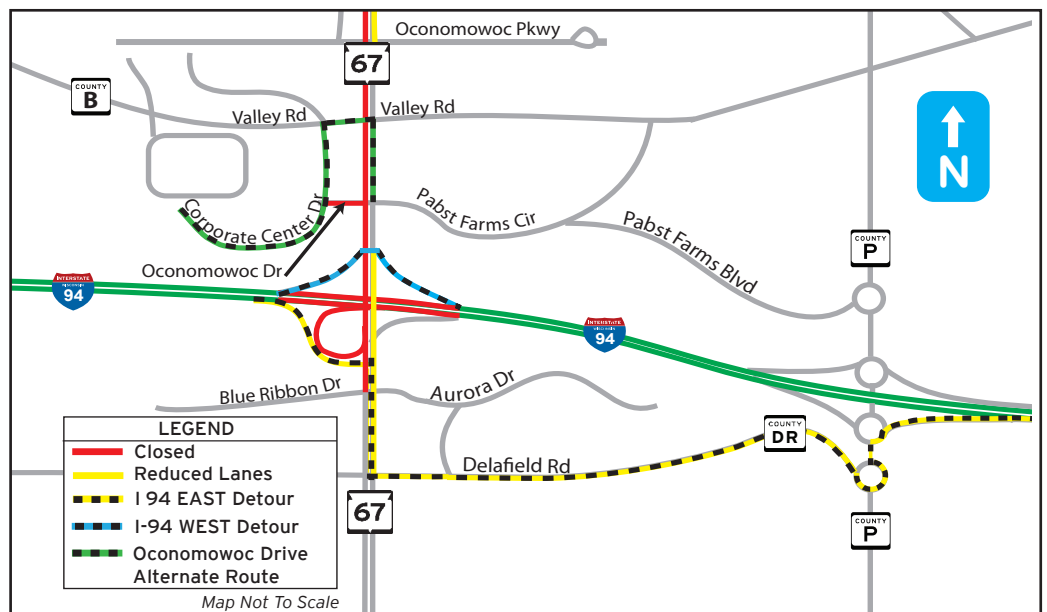 Oconomowoc Pkwy
67
COUNTY
B
Valley Rd
Valley Rd
N
Corporate Center Dr
Pabst Farms Cir
Pabst Farms Blvd
COUNTY
P
Oconomowoc Dr
INTERSTATE
WISCONSIN
94
INTERSTATE
WISCONSIN
94
Blue Ribbon Dr
Aurora Dr
COUNTY
DR
Delafield Rd
67
COUNTY
P
LEGEND
Closed
Reduced Lanes
I 94 EAST Detour
I-94 WEST Detour
Oconomowoc Drive
Alternate Route
Map Not To Scale